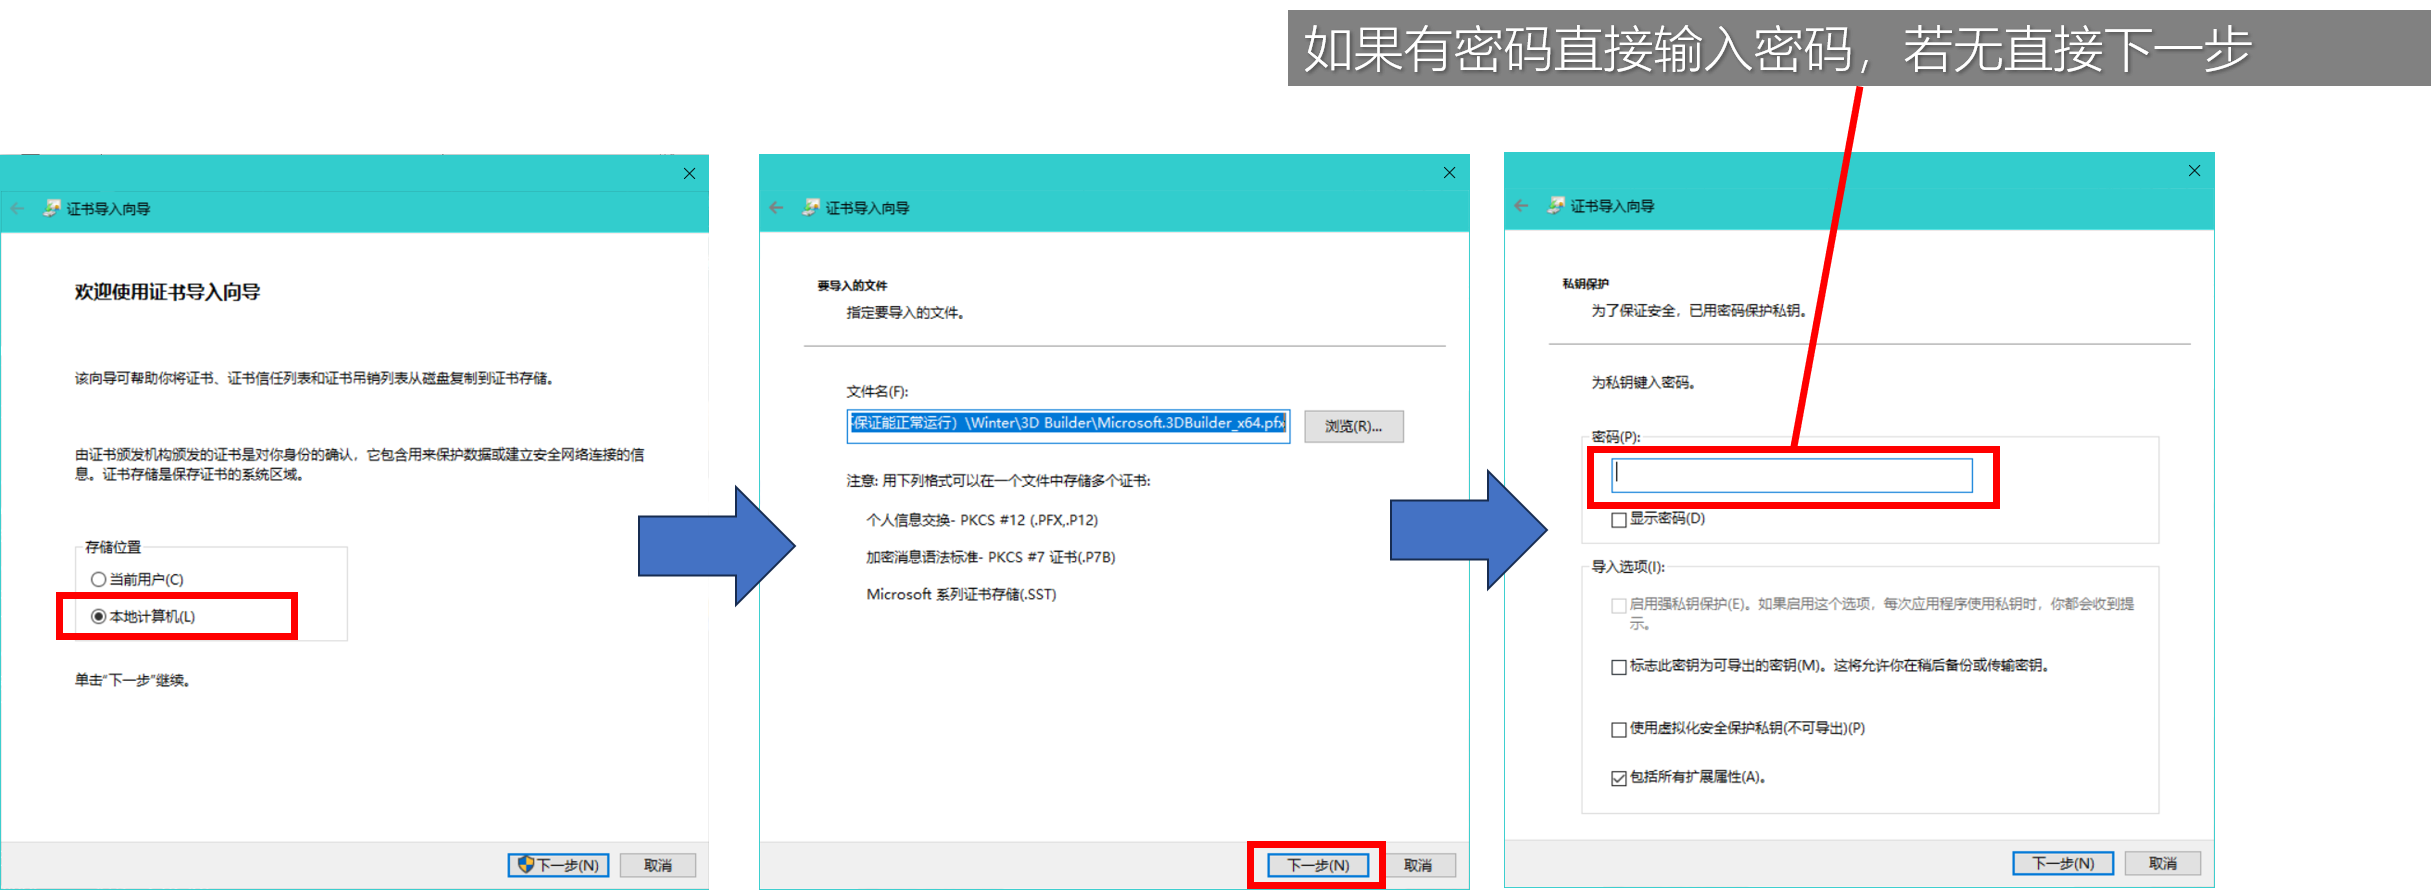 如果有密码直接输入密码，若无直接下一步
证书导入向导
欢迎使用证书导入向导
该向导可帮助你将证书、证书信任列表和证书吊销列表从磁盘复制到证书存储。
由证书颁发机构颁发的证书是对你身份的确认，它包含用来保护数据或建立安全网络连接的信
息。证书存储是保存证书的系统区域。
存储位置
当前用户(C)
本地计算机(L)
单击"下一步"继续。
下一步(N)
取消
证书导入向导
要导入的文件
指定要导入的文件。
文件名(F):
保证能正常运行）\Winter\3D Builder\Microsoft.3DBuilder_x64.pfx
浏览(R)...
注意: 用下列格式可以在一个文件中存储多个证书:
个人信息交换- PKCS #12 (.PFX,.P12)
加密消息语法标准- PKCS #7 证书(.P7B)
Microsoft 系列证书存储(.SST)
下一步(N)
取消
证书导入向导
私钥保护
为了保证安全，已用密码保护私钥。
为私钥键入密码。
密码(P):
显示密码(D)
导入选项(I):
启用强私钥保护(E)。如果启用这个选项，每次应用程序使用私钥时，你都会收到提
示。
标志此密钥为可导出的密钥(M)。这将允许你在稍后备份或传输密钥。
使用虚拟化安全保护私钥(不可导出)(P)
包括所有扩展属性(A)。
下一步(N)
取消